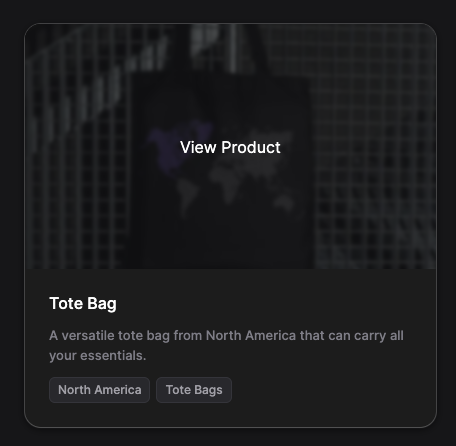 View Product
Tote Bag
A versatile tote bag from North America that can carry all
your essentials.
North America
Tote Bags